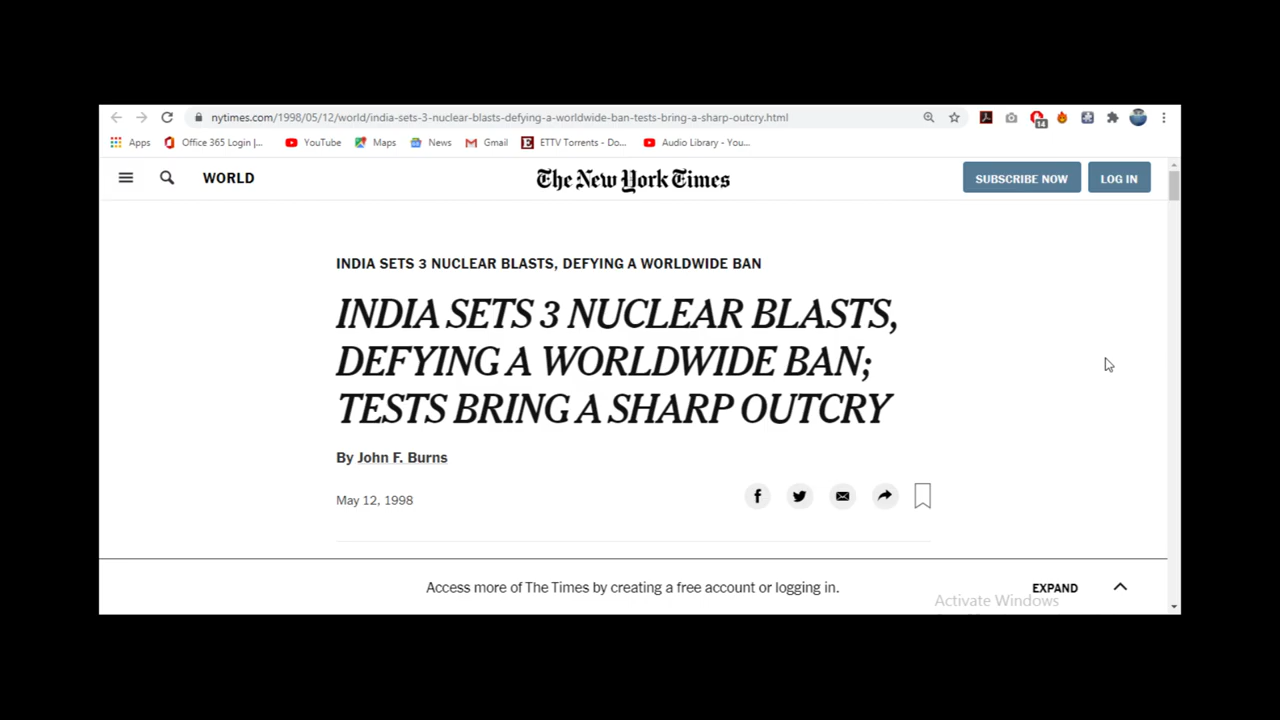 nytimes.com/1998/05/12/world/india-sets-3-nuclear-blasts-defying-a-worldwide-ban-tests-bring-a-sharp-outcry.html
14
Apps Office 365 Login |... YouTube Maps News Gmail ETTV Torrents - Do... Audio Library - You...
WORLD The New York Times SUBSCRIBE NOW LOG IN
INDIA SETS 3 NUCLEAR BLASTS, DEFYING A WORLDWIDE BAN
INDIA SETS 3 NUCLEAR BLASTS,
DEFYING A WORLDWIDE BAN;
TESTS BRING A SHARP OUTCRY
By John F. Burns
May 12, 1998
Access more of The Times by creating a free account or logging in. EXPAND
Activate Windows